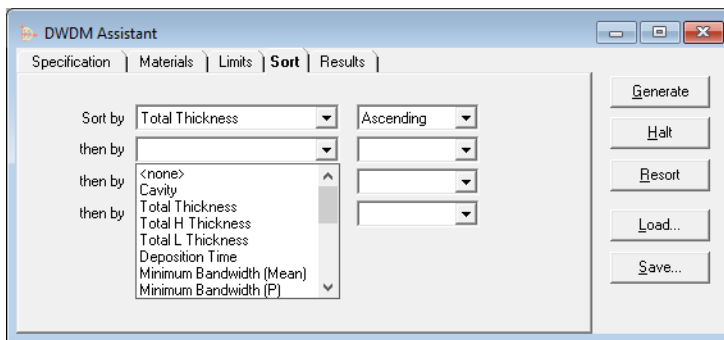 DWDM Assistant
Specification Materials Limits Sort Results
Generate
Sort by Total Thickness Ascending
Halt
then by
then by
Resort
then by
<none>
Cavity
Total Thickness
Total H Thickness
Total L Thickness
Deposition Time
Minimum Bandwidth (Mean)
Minimum Bandwidth (P)
Load...
Save...